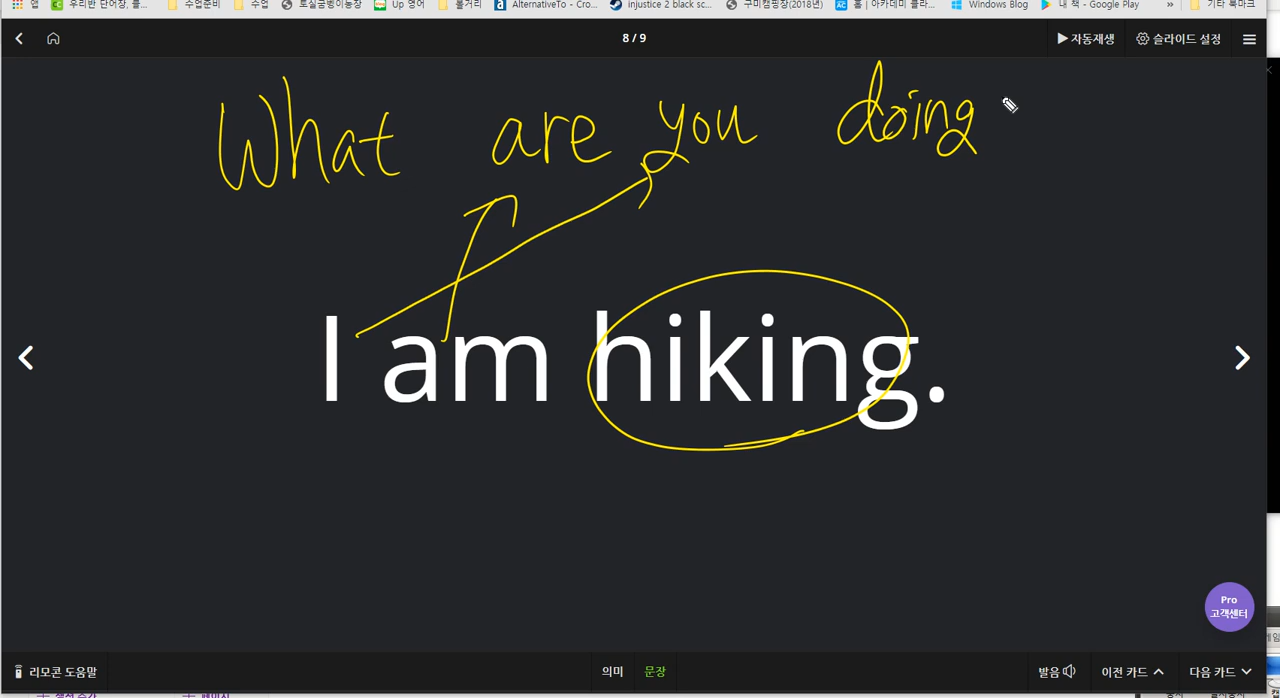 앱 우리반 단어장, 클... 수업준비 수업 토실궁벙이농장 Up 영어 볼거리 AlternativeTo - Cro... injustice 2 black sc... 구미캠핑장(2018년) 홈 | 아카데미 클라... Windows Blog 내 책 - Google Play » 기타 북마크
8 / 9 자동재생 슬라이드 설정
What are you doing
I am hiking.
Pro
고객센터
리모콘 도움말 의미 문장 발음 이전 카드 다음 카드